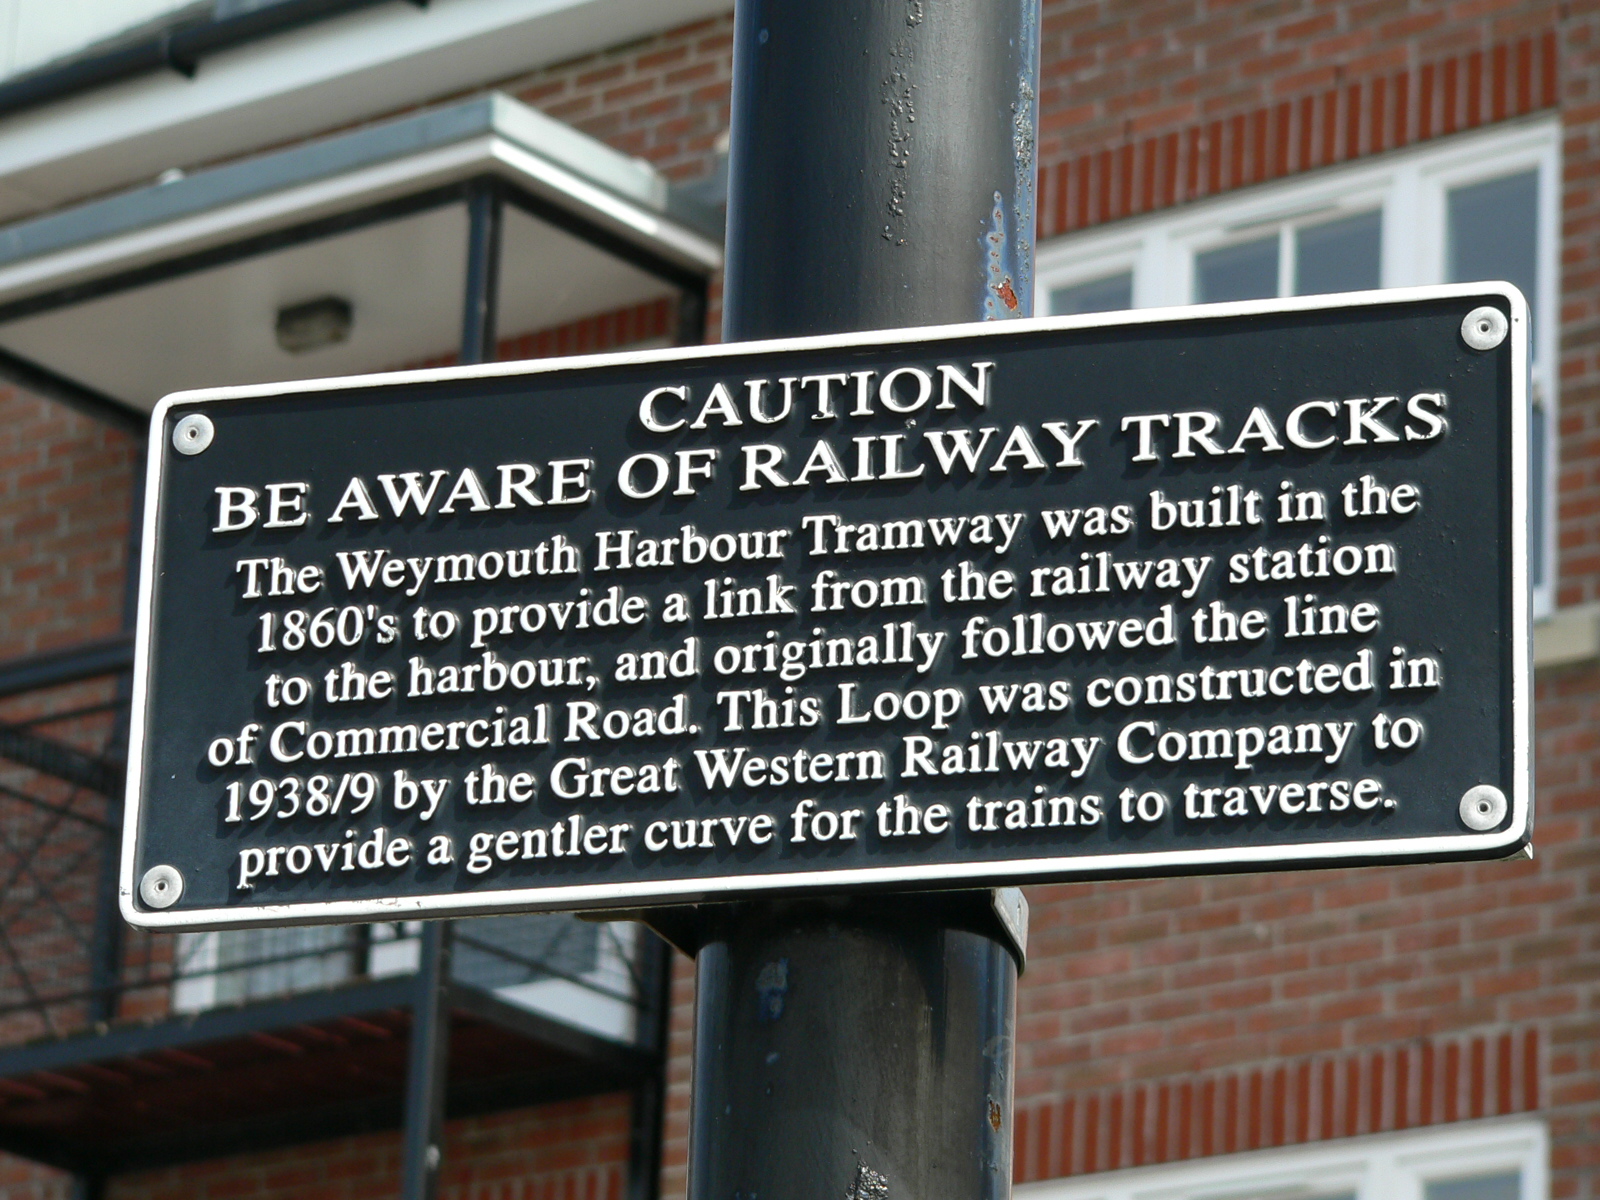 CAUTION
BE AWARE OF RAILWAY TRACKS
The Weymouth Harbour Tramway was built in the
1860's to provide a link from the railway station
to the harbour, and originally followed the line
of Commercial Road. This Loop was constructed in
1938/9 by the Great Western Railway Company to
provide a gentler curve for the trains to traverse.